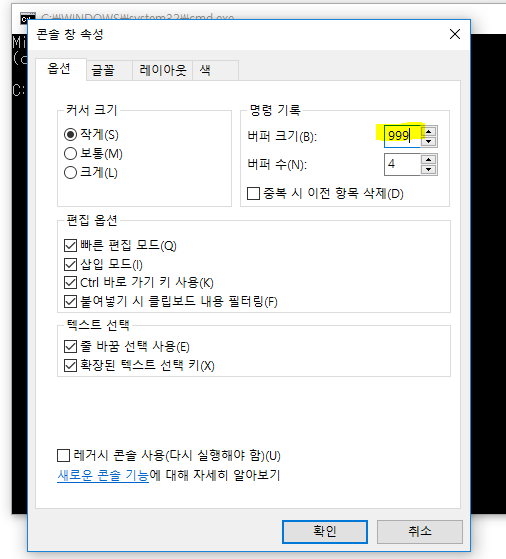 C:\WINDOWS\system32\cmd.exe
콘솔 창 속성
Mi
(c
C:
옵션
글꼴
레이아웃
색
커서 크기
작게(S)
보통(M)
크게(L)
명령 기록
버퍼 크기(B):
999
버퍼 수(N):
4
중복 시 이전 항목 삭제(D)
편집 옵션
빠른 편집 모드(Q)
삽입 모드(I)
Ctrl 바로 가기 키 사용(K)
붙여넣기 시 클립보드 내용 필터링(F)
텍스트 선택
줄 바꿈 선택 사용(E)
확장된 텍스트 선택 키(X)
레거시 콘솔 사용(다시 실행해야 함)(U)
새로운 콘솔 기능에 대해 자세히 알아보기
확인
취소